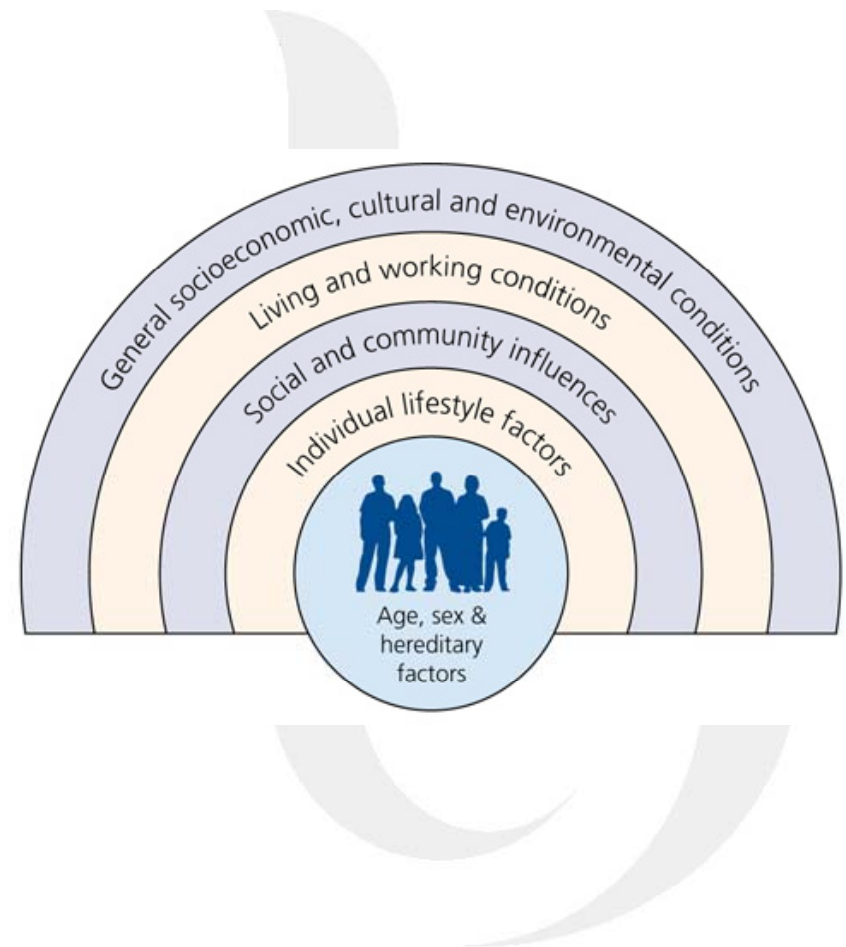 General socioeconomic, cultural and environmental conditions
Living and working conditions
Social and community influences
Individual lifestyle factors
Age, sex &
hereditary
factors